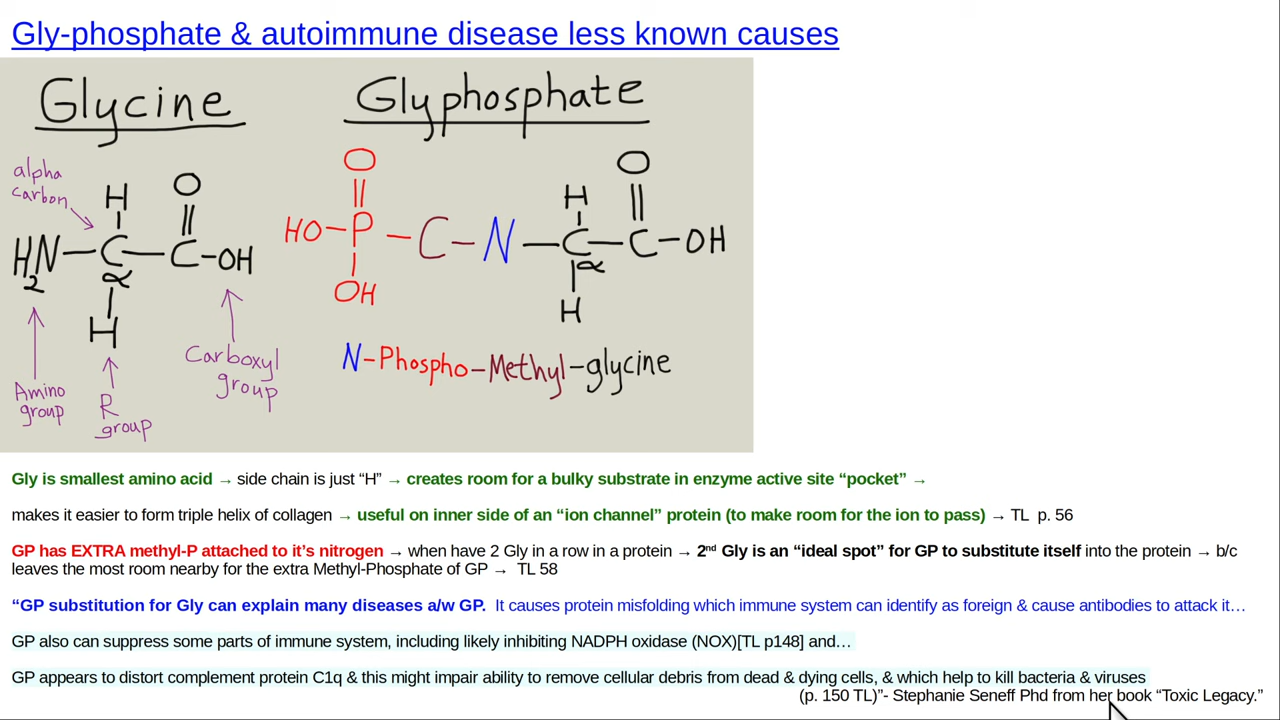 Gly-phosphate & autoimmune disease less known causes
Glycine
Glyphosphate
alpha carbon
H
O
H2N–C–C–OH
α
H
Amino group
R group
Carboxyl group
O
O
H
HO–P–C–N–C–C–OH
α
OH
H
N-Phospho-Methyl-glycine
Gly is smallest amino acid → side chain is just “H” → creates room for a bulky substrate in enzyme active site “pocket” →
makes it easier to form triple helix of collagen → useful on inner side of an “ion channel” protein (to make room for the ion to pass) → TL p. 56
GP has EXTRA methyl-P attached to it’s nitrogen → when have 2 Gly in a row in a protein → 2nd Gly is an “ideal spot” for GP to substitute itself into the protein → b/c
leaves the most room nearby for the extra Methyl-Phosphate of GP → TL 58
“GP substitution for Gly can explain many diseases a/w GP. It causes protein misfolding which immune system can identify as foreign & cause antibodies to attack it…
GP also can suppress some parts of immune system, including likely inhibiting NADPH oxidase (NOX)[TL p148] and…
GP appears to distort complement protein C1q & this might impair ability to remove cellular debris from dead & dying cells, & which help to kill bacteria & viruses
(p. 150 TL)”- Stephanie Seneff Phd from her book “Toxic Legacy.”